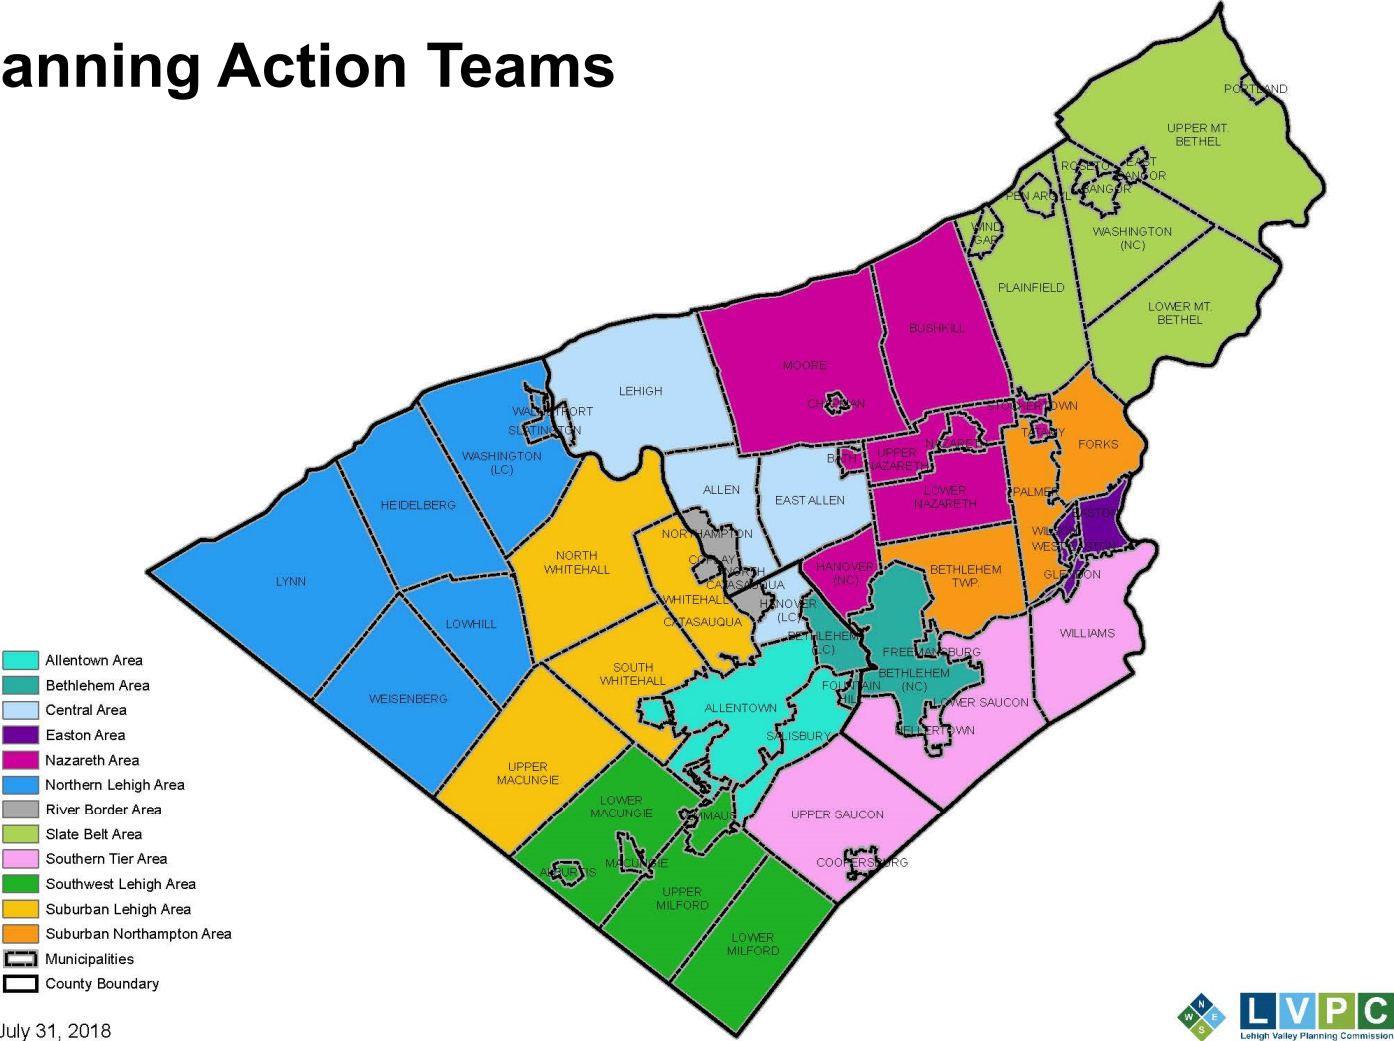 anning Action Teams
PORTLAND
UPPER MT.
BETHEL
ROSETO
EAST
BANGOR
BANGOR
PEN ARGYL
WIND
GAP
WASHINGTON
(NC)
PLAINFIELD
LOWER MT.
BETHEL
BUSHKILL
MOORE
CHAPMAN
LEHIGH
WALNUTPORT
SLATINGTON
WASHINGTON
(LC)
STOCKERTOWN
TATAMY
FORKS
NAZARETH
BATH
UPPER
NAZARETH
HEIDELBERG
ALLEN
EAST ALLEN
LOWER
NAZARETH
PALMER
EASTON
WILSON
WEST EASTON
GLENDON
NORTHAMPTON
NORTH
WHITEHALL
COPLAY
NORTH
CATASAUQUA
HANOVER
(NC)
BETHLEHEM
TWP.
LYNN
WHITEHALL
HANOVER
(LC)
CATASAUQUA
LOWHILL
WILLIAMS
BETHLEHEM
(LC)
FREEMANSBURG
SOUTH
WHITEHALL
BETHLEHEM
(NC)
FOUNTAIN
HILL
WEISENBERG
ALLENTOWN
LOWER SAUCON
SALISBURY
HELLERTOWN
UPPER
MACUNGIE
LOWER
MACUNGIE
EMMAUS
UPPER SAUCON
MACUNGIE
COOPERSBURG
ALBURTIS
UPPER
MILFORD
LOWER
MILFORD
Allentown Area
Bethlehem Area
Central Area
Easton Area
Nazareth Area
Northern Lehigh Area
River Border Area
Slate Belt Area
Southern Tier Area
Southwest Lehigh Area
Suburban Lehigh Area
Suburban Northampton Area
Municipalities
County Boundary
July 31, 2018
N
W E
S
LVPC
Lehigh Valley Planning Commission